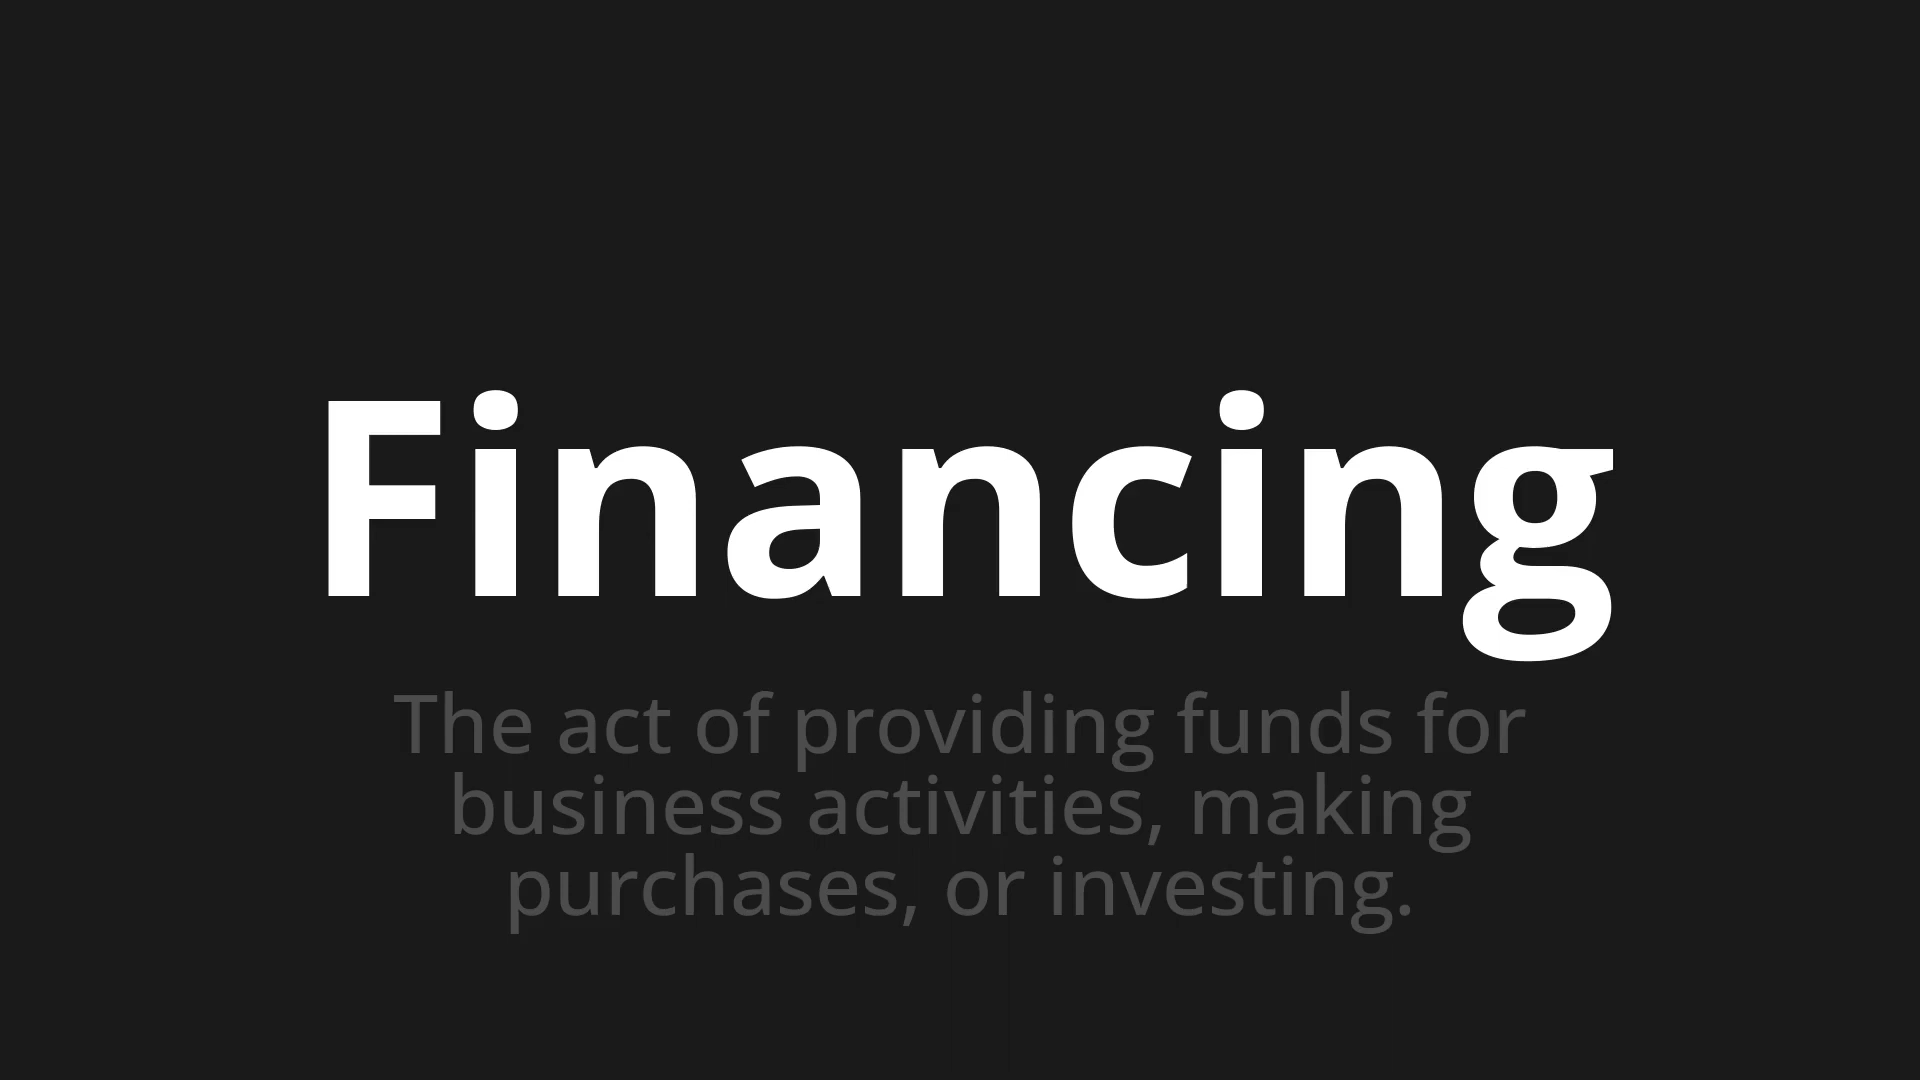 Financing
The act of providing funds for
business activities, making
purchases, or investing.